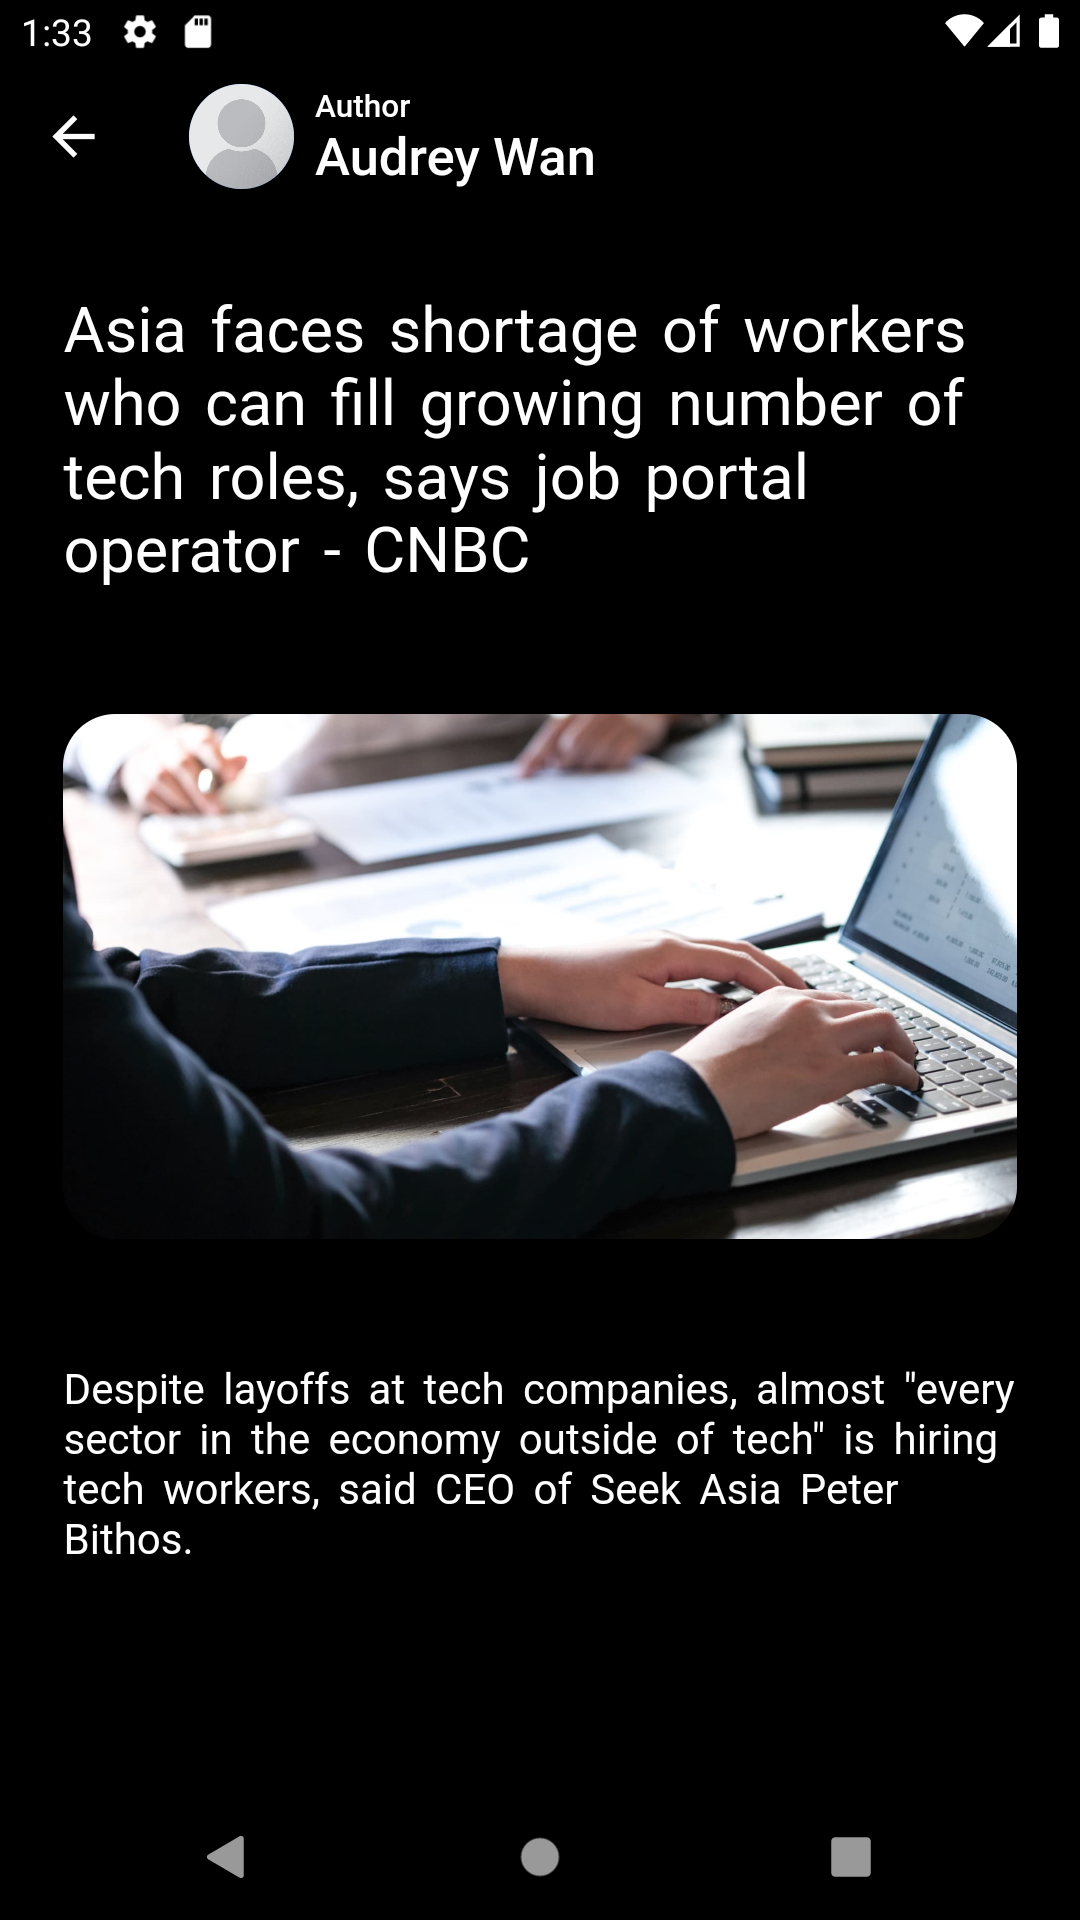 1:33
Author
Audrey Wan
Asia faces shortage of workers
who can fill growing number of
tech roles, says job portal
operator - CNBC
Despite layoffs at tech companies, almost "every
sector in the economy outside of tech" is hiring
tech workers, said CEO of Seek Asia Peter
Bithos.